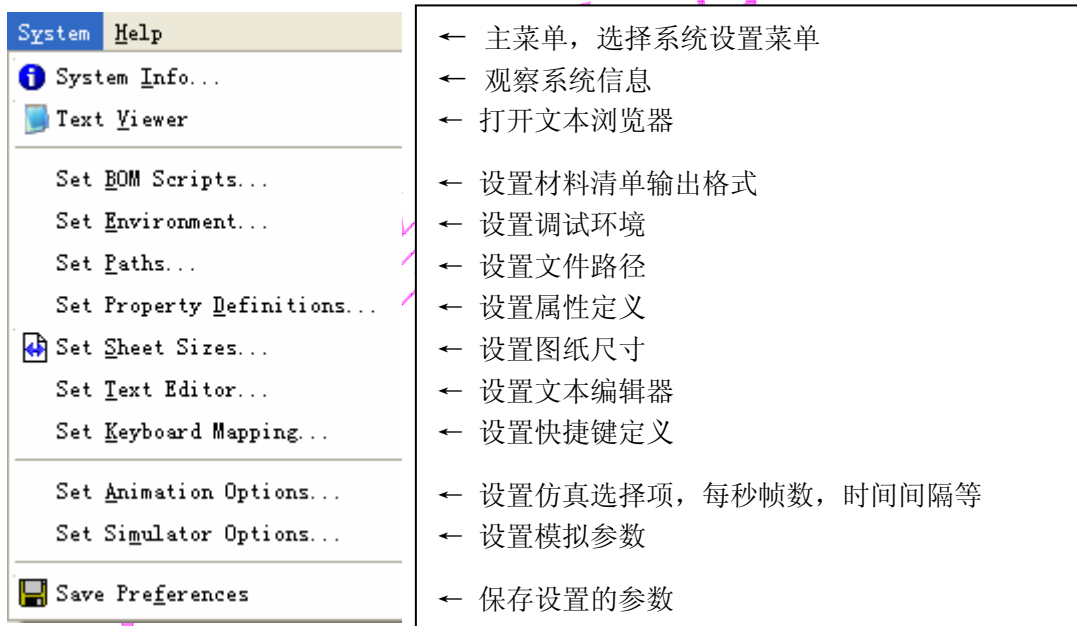 System Help ← 主菜单，选择系统设置菜单
System Info... ← 观察系统信息
Text Viewer ← 打开文本浏览器
Set BOM Scripts... ← 设置材料清单输出格式
Set Environment... ← 设置调试环境
Set Paths... ← 设置文件路径
Set Property Definitions... ← 设置属性定义
Set Sheet Sizes... ← 设置图纸尺寸
Set Text Editor... ← 设置文本编辑器
Set Keyboard Mapping... ← 设置快捷键定义
Set Animation Options... ← 设置仿真选择项，每秒帧数，时间间隔等
Set Simulator Options... ← 设置模拟参数
Save Preferences ← 保存设置的参数